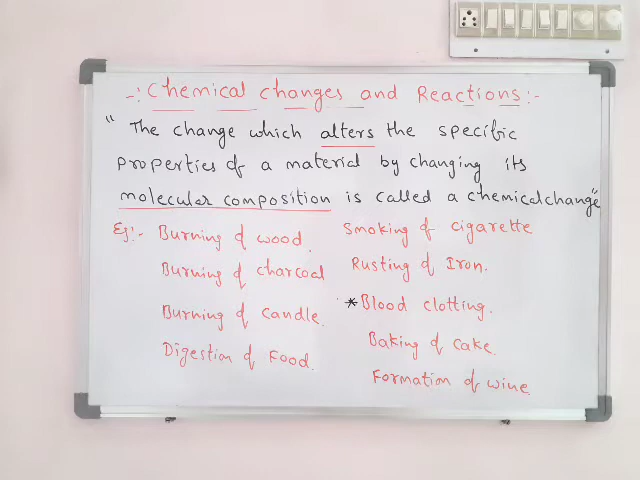 -: Chemical changes and Reactions :-
"The change which alters the specific
properties of a material by changing its
molecular composition is called a chemical change"
Eg:- Burning of wood.
Burning of charcoal
Burning of candle.
Digestion of Food.
Smoking of cigarette
Rusting of Iron.
*Blood clotting.
Baking of cake.
Formation of wine.